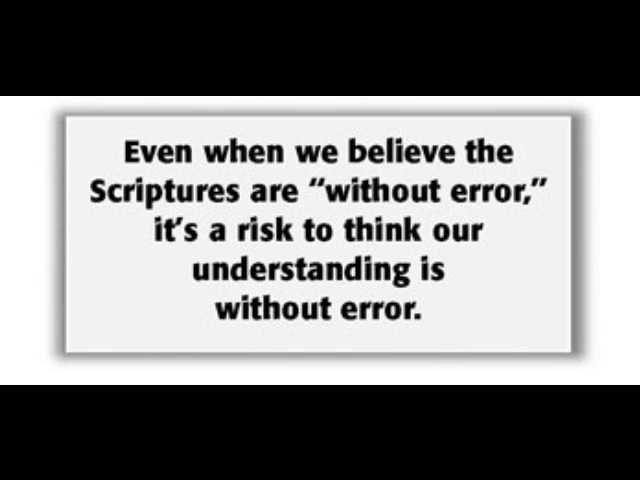 Even when we believe the
Scriptures are “without error,”
it’s a risk to think our
understanding is
without error.